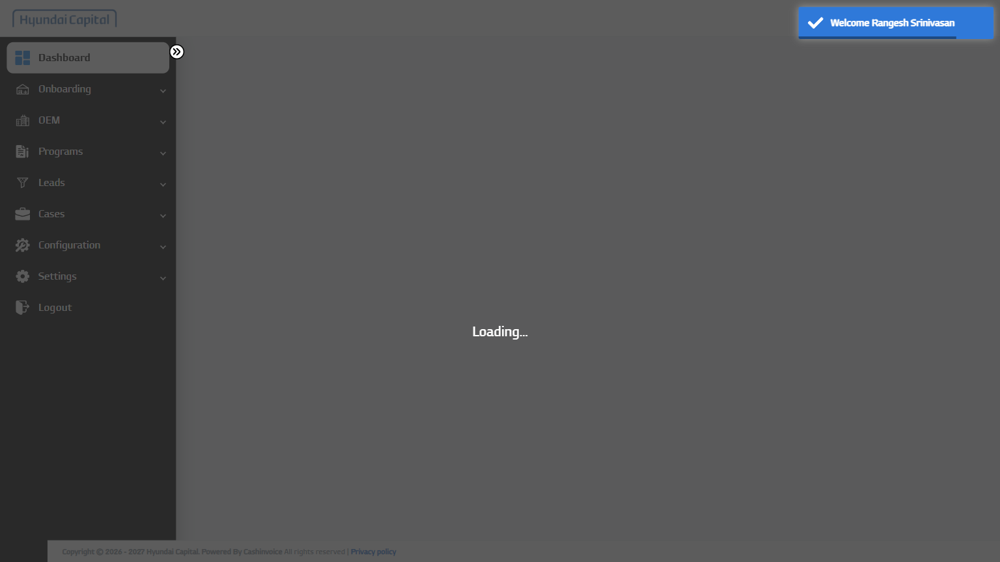 Hyundai Capital
Welcome Rangesh Srinivasan
Dashboard
Onboarding
OEM
Programs
Leads
Cases
Configuration
Settings
Logout
Loading...
Copyright © 2026 - 2027 Hyundai Capital. Powered By Cashinvoice All rights reserved | Privacy policy